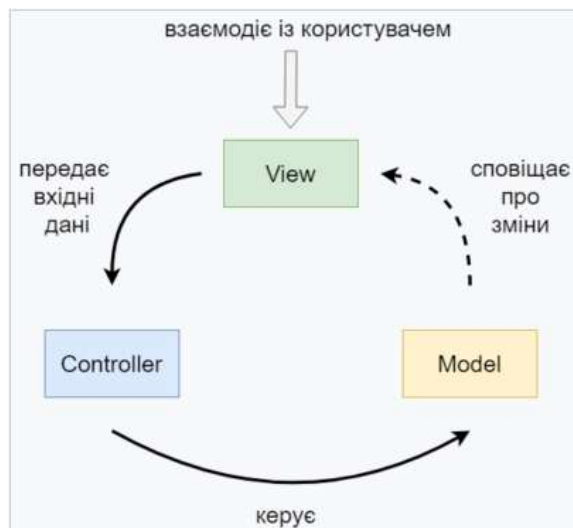 взаємодіє із користувачем
передає
вхідні
дані
View
сповіщає
про
зміни
Controller
Model
керує